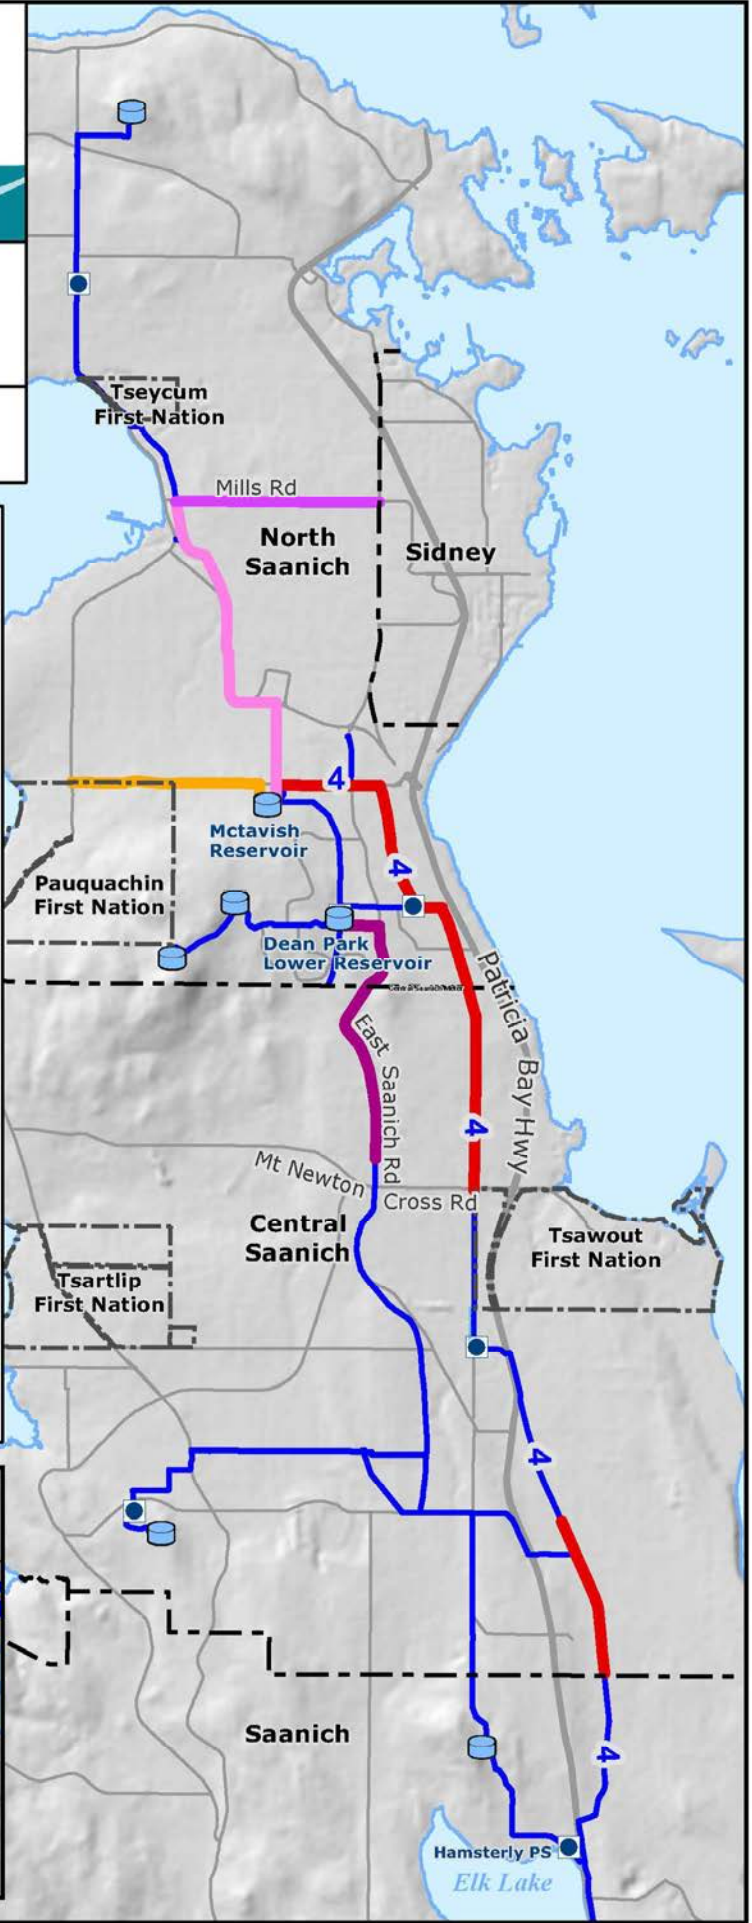 Tseycum
First Nation
Mills Rd
North
Saanich
Sidney
4
Mctavish
Reservoir
4
Pauquachin
First Nation
Dean Park
Lower Reservoir
Patricia Bay Hwy
East Saanich Rd
4
Mt Newton Cross Rd
Central
Saanich
Tsawout
First Nation
Tsartlip
First Nation
4
Saanich
4
Hamsterly PS
Elk Lake